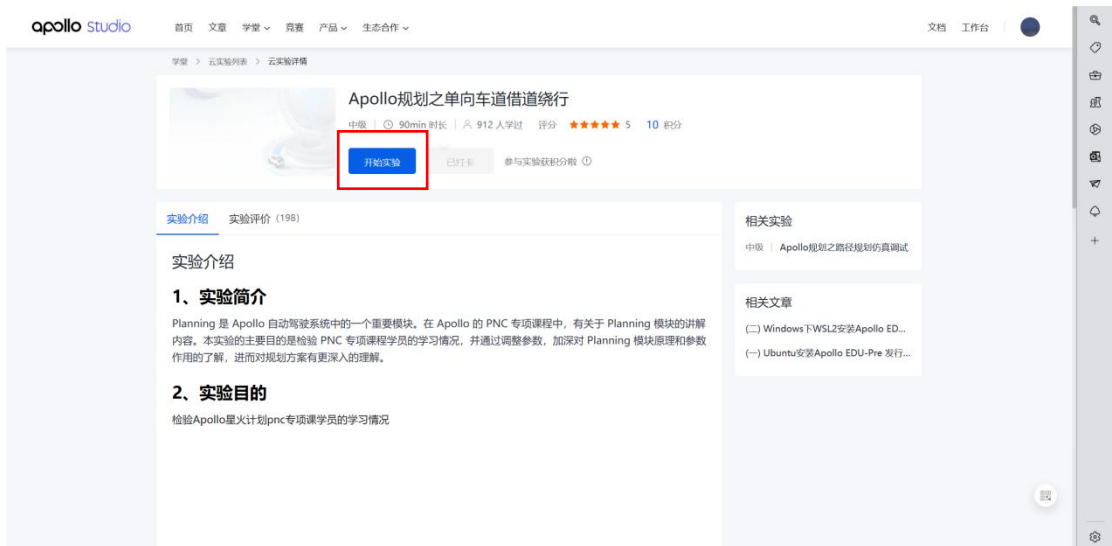 apollo studio 首页 文章 学堂 竞赛 产品 生态合作 文档 工作台
学堂 > 云实验列表 > 云实验详情
Apollo规划之单向车道借道绕行
中级 90min 时长 912 人学过 评分 5 10 积分
开始实验 已打卡 参与实验获积分啦
实验介绍 实验评价 (198)
实验介绍
1、实验简介
Planning 是 Apollo 自动驾驶系统中的一个重要模块。在 Apollo 的 PNC 专项课程中，有关于 Planning 模块的讲解
内容。本实验的主要目的是检验 PNC 专项课程学员的学习情况，并通过调整参数，加深对 Planning 模块原理和参数
作用的了解，进而对规划方案有更深入的理解。
2、实验目的
检验Apollo星火计划pnc专项课学员的学习情况
相关实验
中级 Apollo规划之路径规划仿真调试
相关文章
(二) Windows下WSL2安装Apollo ED...
(一) Ubuntu安装Apollo EDU-Pre 发行...